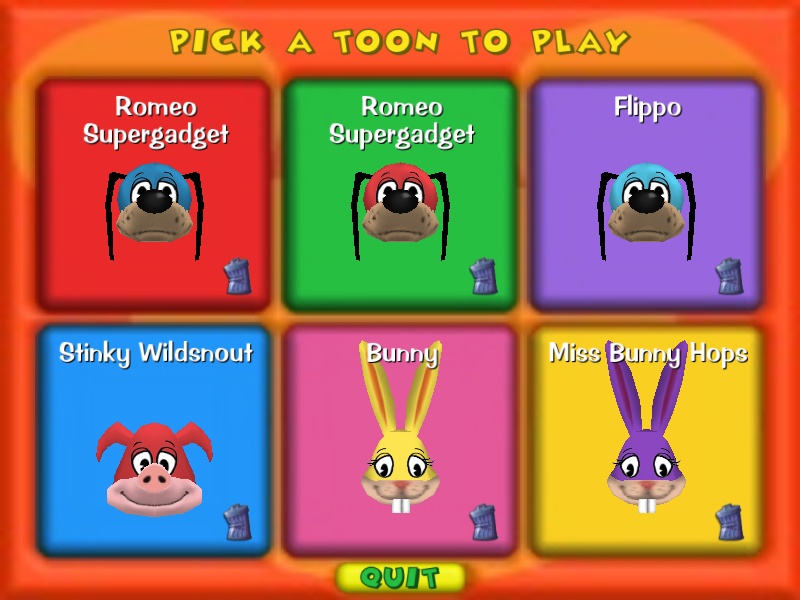 PICK A TOON TO PLAY
Romeo
Supergadget
Romeo
Supergadget
Flippo
Stinky Wildsnout
Bunny
Miss Bunny Hops
QUIT